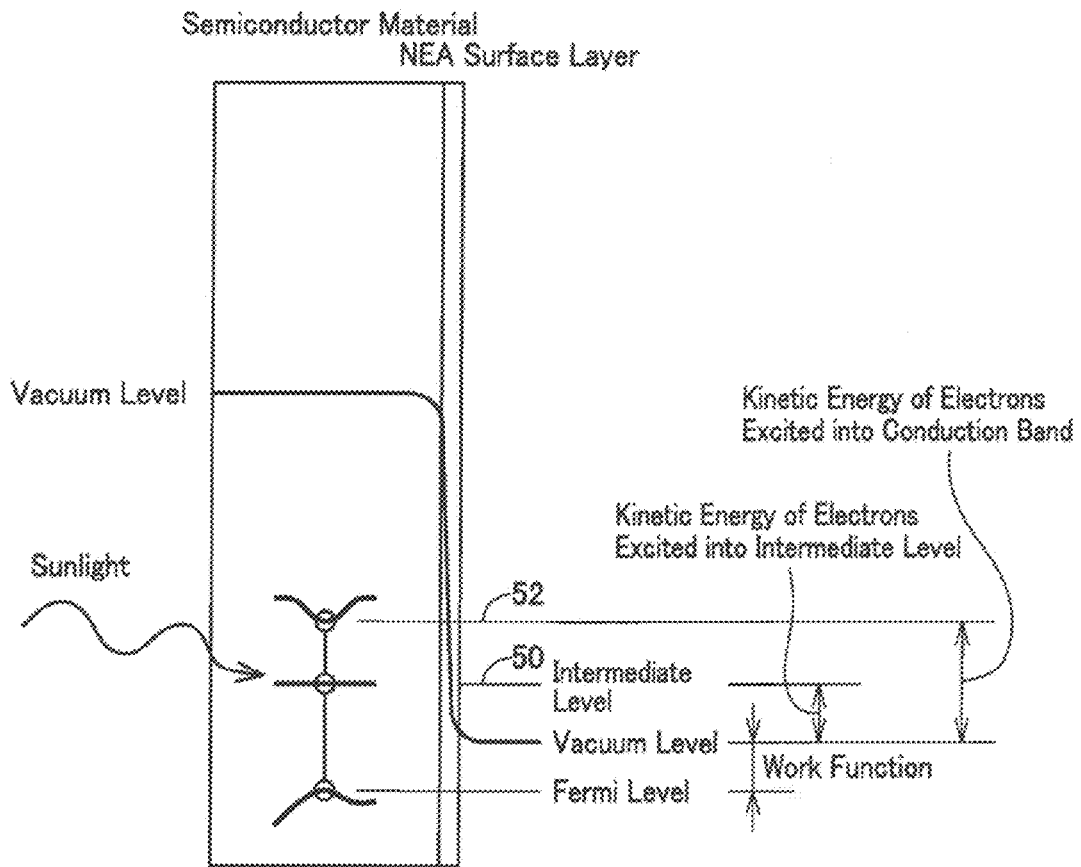 Semiconductor Material
NEA Surface Layer
Vacuum Level
Kinetic Energy of Electrons
Excited into Conduction Band
Kinetic Energy of Electrons
Excited into Intermediate Level
Sunlight
52
50
Intermediate
Level
Vacuum Level
Work Function
Fermi Level